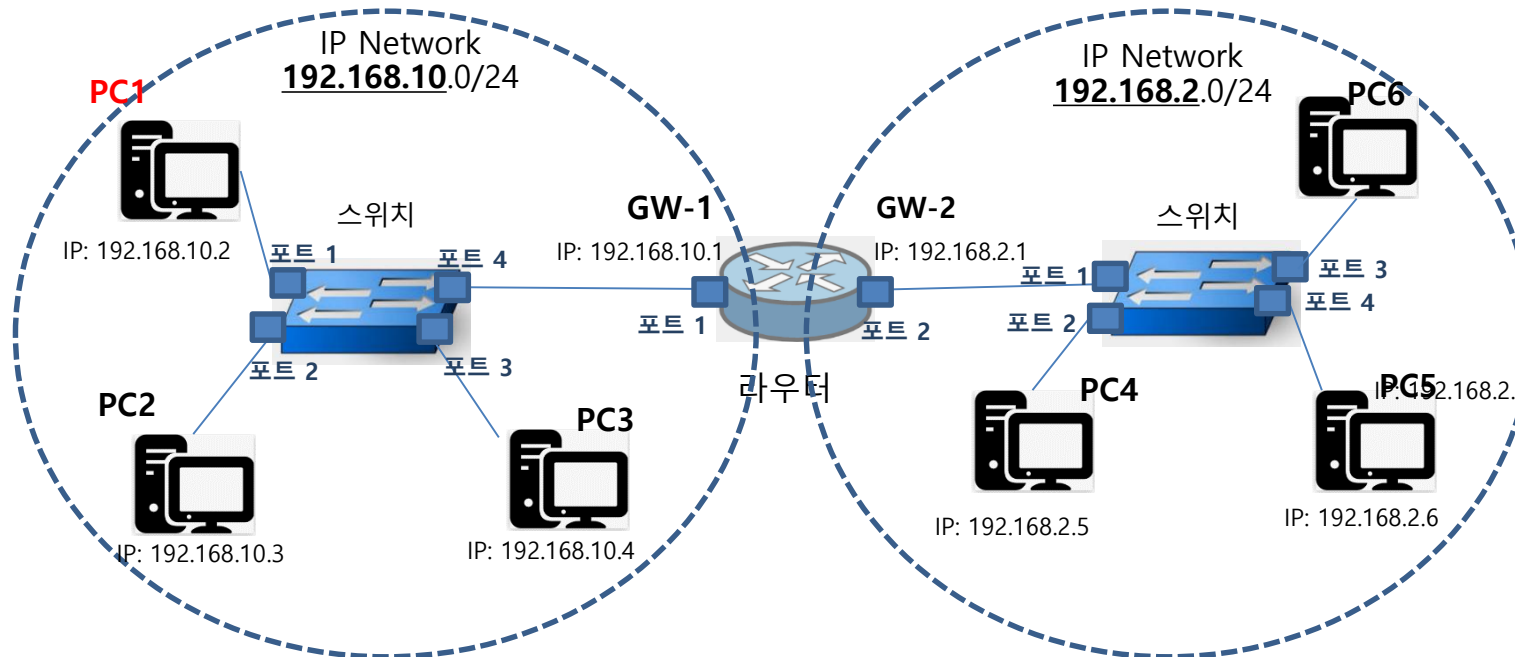 IP Network
192.168.10.0/24
IP Network
192.168.2.0/24
PC1
PC6
스위치
GW-1
GW-2
스위치
IP: 192.168.10.2
포트 1
포트 4
IP: 192.168.10.1
IP: 192.168.2.1
포트 1
포트 3
포트 4
포트 2
포트 3
포트 1
포트 2
포트 2
라우터
PC2
PC3
PC4
PC5
IP: 192.168.2.
IP: 192.168.10.3
IP: 192.168.10.4
IP: 192.168.2.5
IP: 192.168.2.6